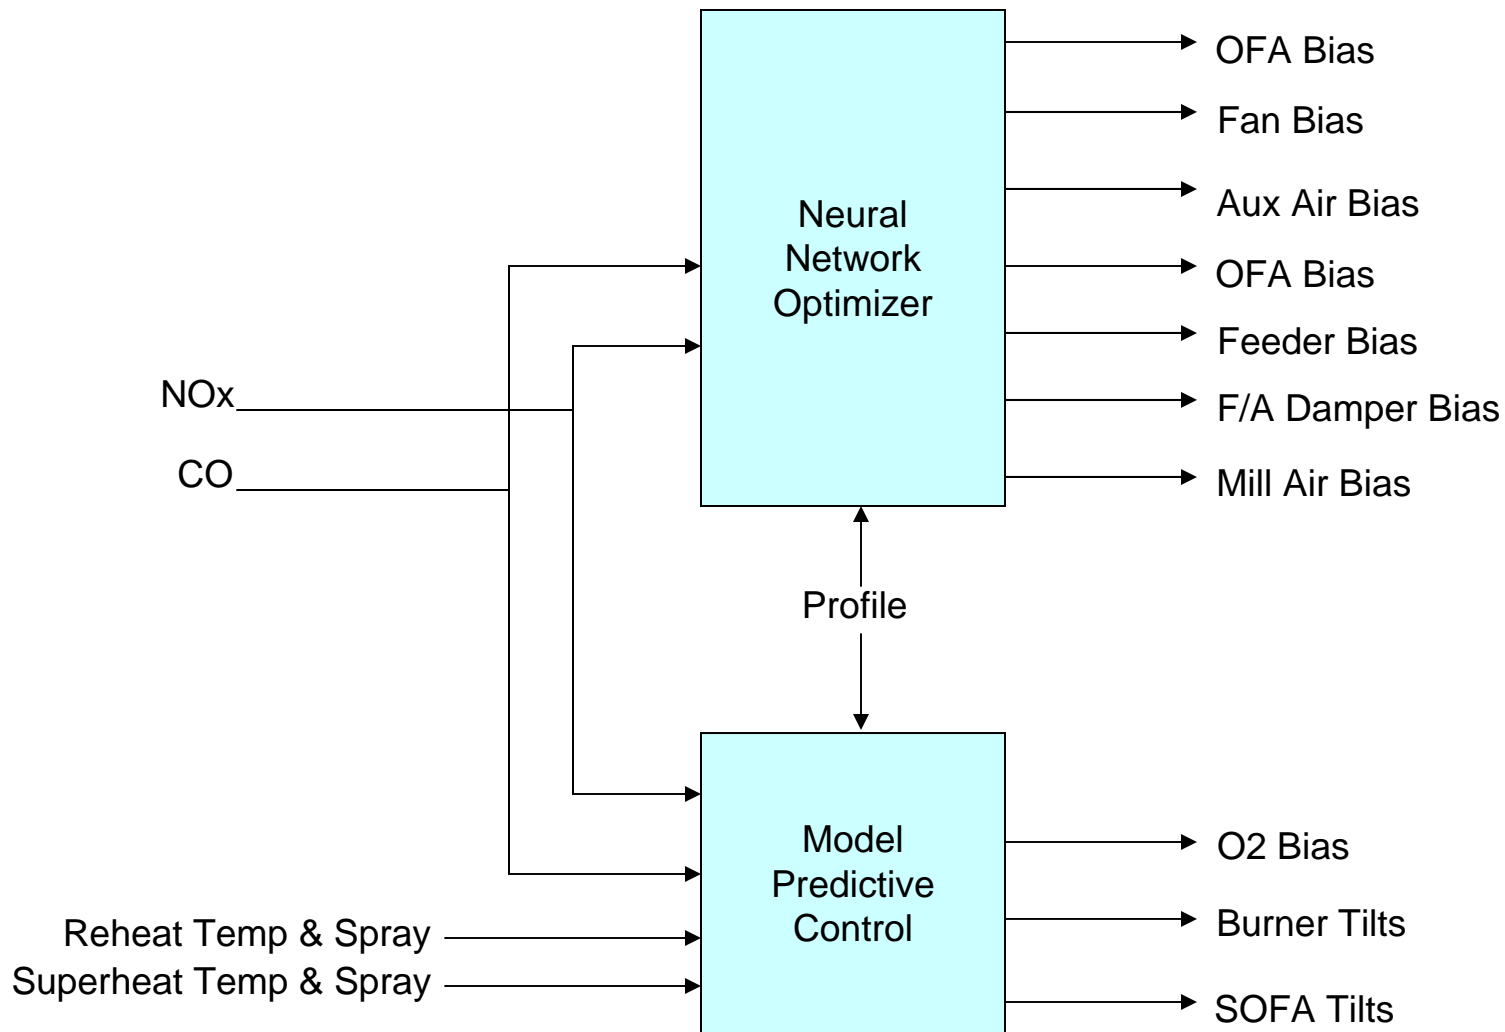 OFA Bias
Fan Bias
Aux Air Bias
OFA Bias
Feeder Bias
F/A Damper Bias
Mill Air Bias
Neural
Network
Optimizer
NOx
CO
Profile
Model
Predictive
Control
Reheat Temp & Spray
Superheat Temp & Spray
O2 Bias
Burner Tilts
SOFA Tilts